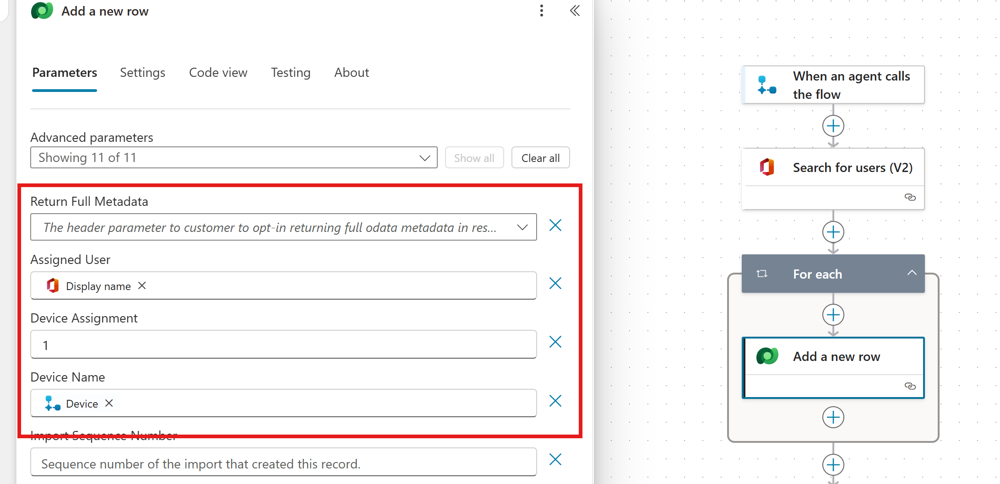 Add a new row
Parameters
Settings
Code view
Testing
About
Advanced parameters
Showing 11 of 11
Show all
Clear all
Return Full Metadata
The header parameter to customer to opt-in returning full odata metadata in res...
Assigned User
Display name
Device Assignment
1
Device Name
Device
Import Sequence Number
Sequence number of the import that created this record.
When an agent calls
the flow
Search for users (V2)
For each
Add a new row